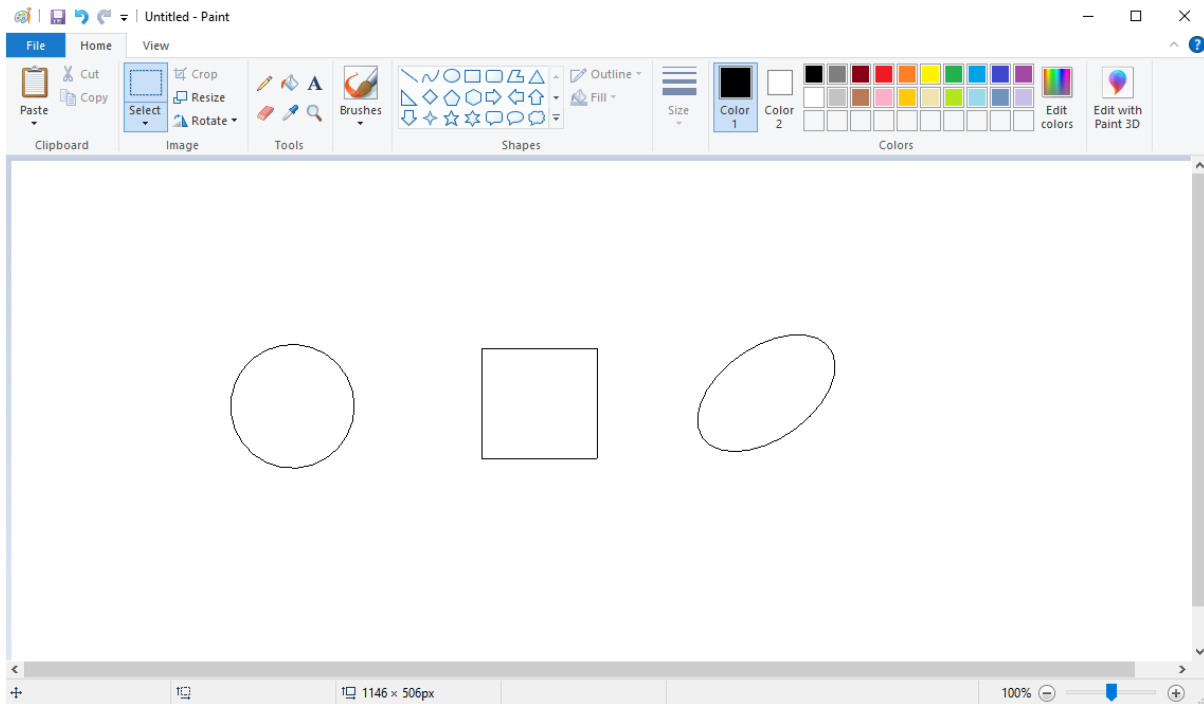 Untitled - Paint
File Home View
Paste
Cut
Copy
Clipboard
Select
Crop
Resize
Rotate
Image
A
Tools
Brushes
Outline
Fill
Shapes
Size
Color 1
Color 2
Edit colors
Colors
Edit with Paint 3D
?
1146 × 506px
100%